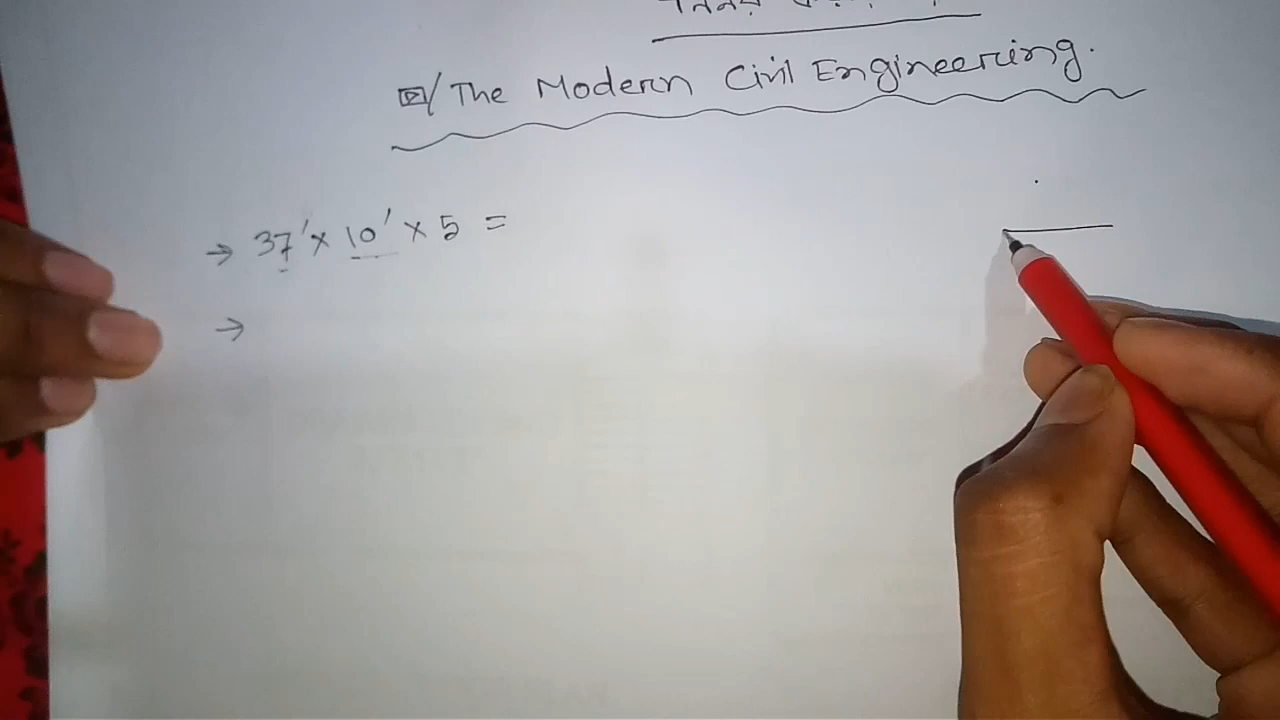 The Modern Civil Engineering.
→ 37' × 10' × 5 =
→